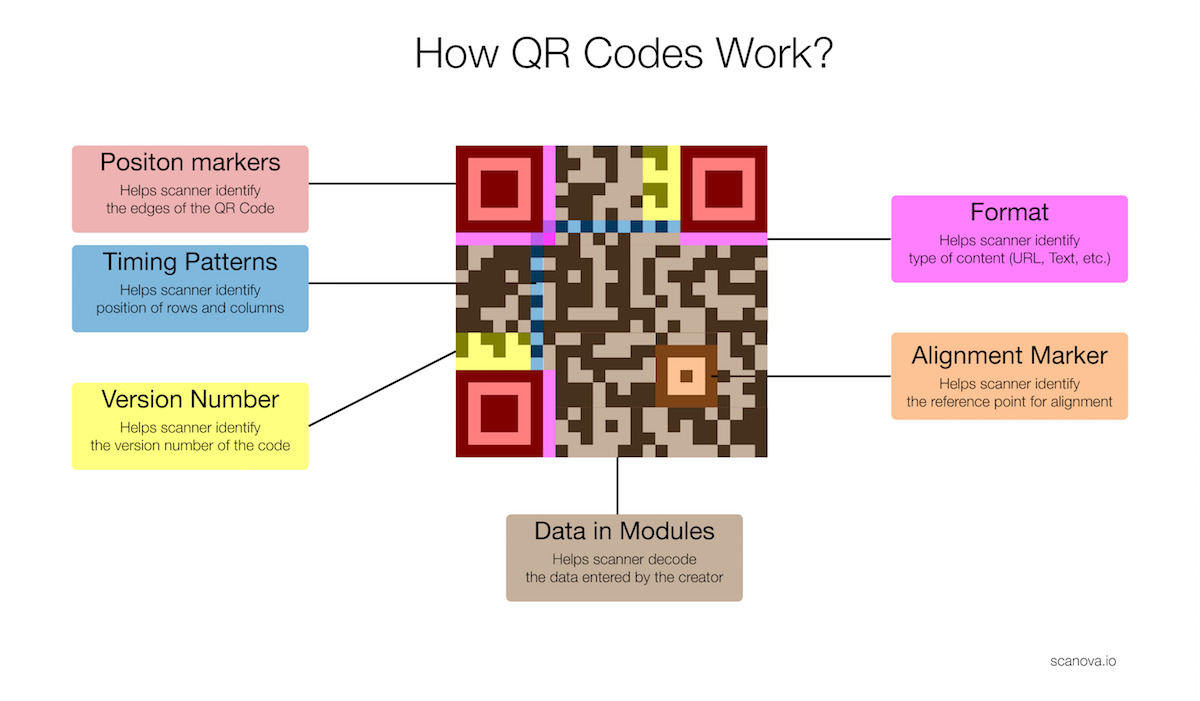 How QR Codes Work?
Positon markers
Helps scanner identify
the edges of the QR Code
Timing Patterns
Helps scanner identify
position of rows and columns
Version Number
Helps scanner identify
the version number of the code
Format
Helps scanner identify
type of content (URL, Text, etc.)
Alignment Marker
Helps scanner identify
the reference point for alignment
Data in Modules
Helps scanner decode
the data entered by the creator
scanova.io